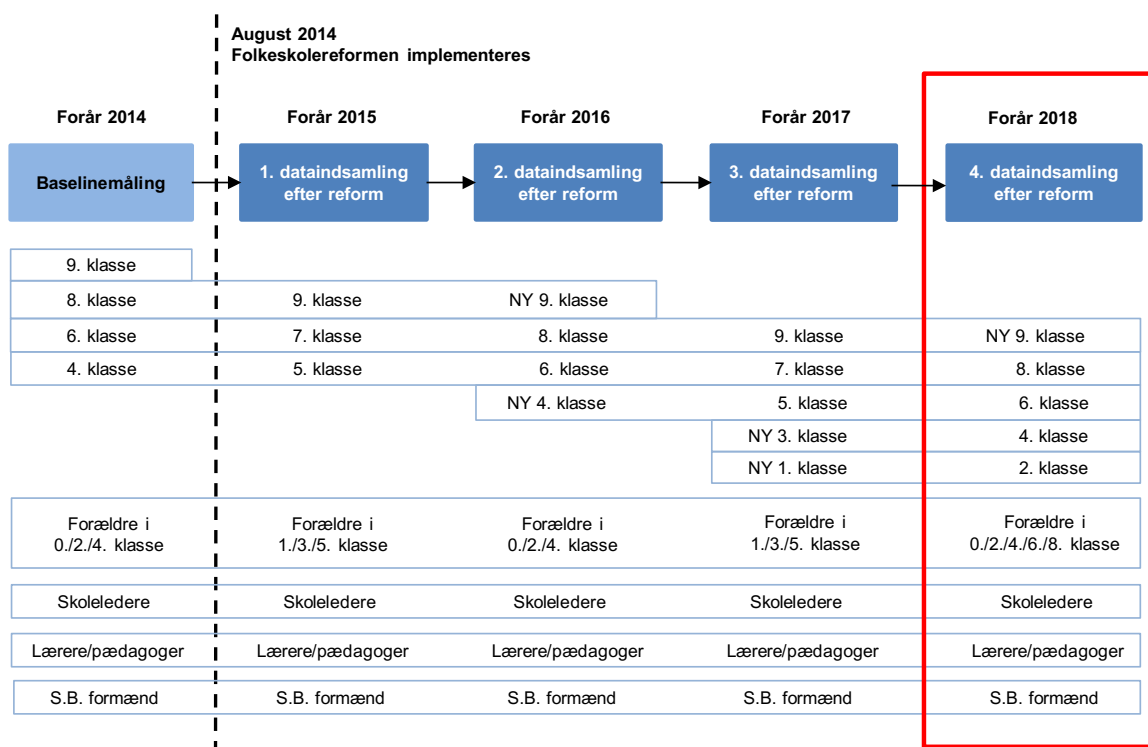 August 2014
Folkeskolereformen implementeres
Forår 2014 Forår 2015 Forår 2016 Forår 2017 Forår 2018
Baselinemåling
1. dataindsamling
efter reform
2. dataindsamling
efter reform
3. dataindsamling
efter reform
4. dataindsamling
efter reform
9. klasse
8. klasse 9. klasse NY 9. klasse
6. klasse 7. klasse 8. klasse 9. klasse NY 9. klasse
4. klasse 5. klasse 6. klasse 7. klasse 8. klasse
NY 4. klasse 5. klasse 6. klasse
NY 3. klasse 4. klasse
NY 1. klasse 2. klasse
Forældre i
0./2./4. klasse
Forældre i
1./3./5. klasse
Forældre i
0./2./4. klasse
Forældre i
1./3./5. klasse
Forældre i
0./2./4./6./8. klasse
Skoleledere Skoleledere Skoleledere Skoleledere Skoleledere
Lærere/pædagoger Lærere/pædagoger Lærere/pædagoger Lærere/pædagoger Lærere/pædagoger
S.B. formænd S.B. formænd S.B. formænd S.B. formænd S.B. formænd